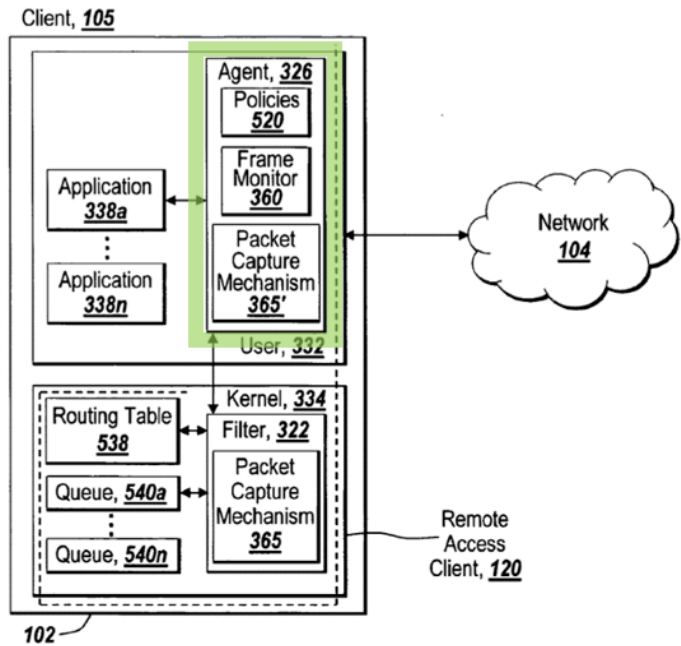 Client, 105
Agent, 326
Policies
520
Frame
Monitor
360
Packet
Capture
Mechanism
365'
Application
338a
Application
338n
User, 332
Network
104
Kernel, 334
Routing Table
538
Filter, 322
Packet
Capture
Mechanism
365
Queue, 540a
Queue, 540n
Remote
Access
Client, 120
102